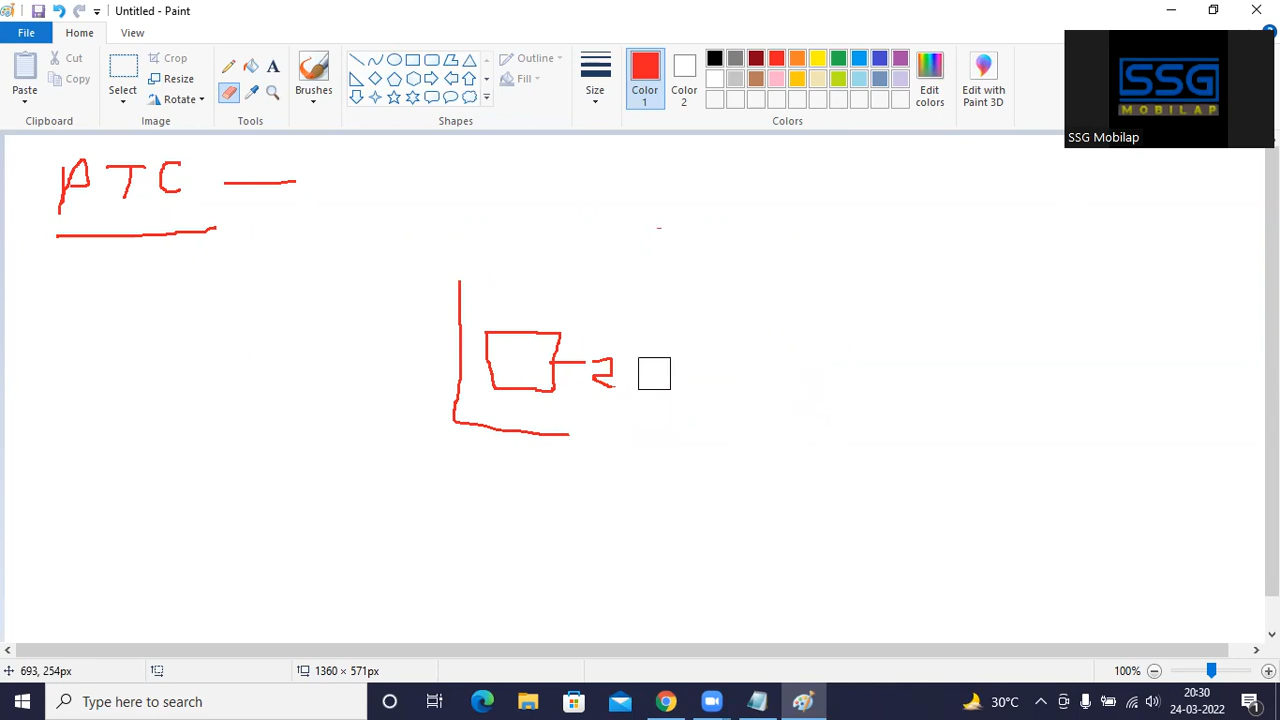 Untitled - Paint
File
Home
View
Paste
Cut
Copy
Clipboard
Select
Crop
Resize
Rotate
Image
Tools
Brushes
Shapes
Outline
Fill
Size
Color 1
Color 2
Edit colors
Edit with Paint 3D
Colors
SSG
MOBILAP
SSG Mobilap
PTC —
2
693, 254px
1360 × 571px
100%
Type here to search
30°C
20:30
24-03-2022
1